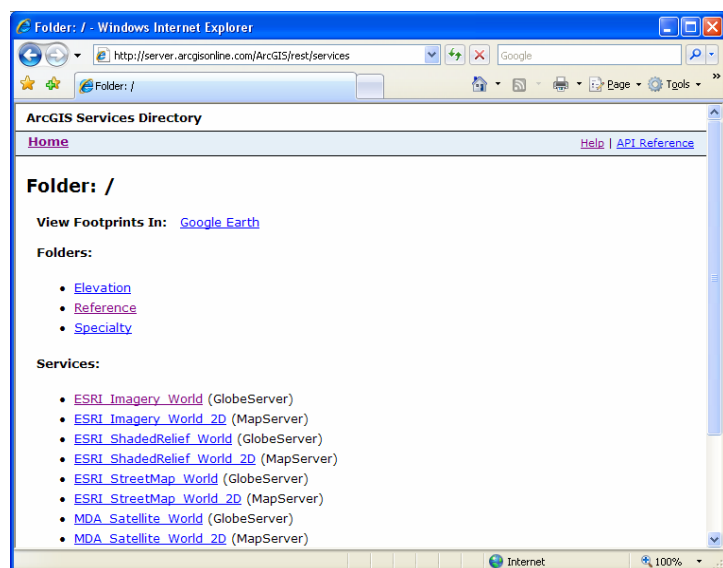 Folder: / - Windows Internet Explorer
http://server.arcgisonline.com/ArcGIS/rest/services
Google
Folder: /
Page
Tools
»
ArcGIS Services Directory
Home
Help | API Reference
Folder: /
View Footprints In: Google Earth
Folders:
• Elevation
• Reference
• Specialty
Services:
• ESRI_Imagery_World (GlobeServer)
• ESRI_Imagery_World_2D (MapServer)
• ESRI_ShadedRelief_World (GlobeServer)
• ESRI_ShadedRelief_World_2D (MapServer)
• ESRI_StreetMap_World (GlobeServer)
• ESRI_StreetMap_World_2D (MapServer)
• MDA_Satellite_World (GlobeServer)
• MDA_Satellite_World_2D (MapServer)
Internet
100%